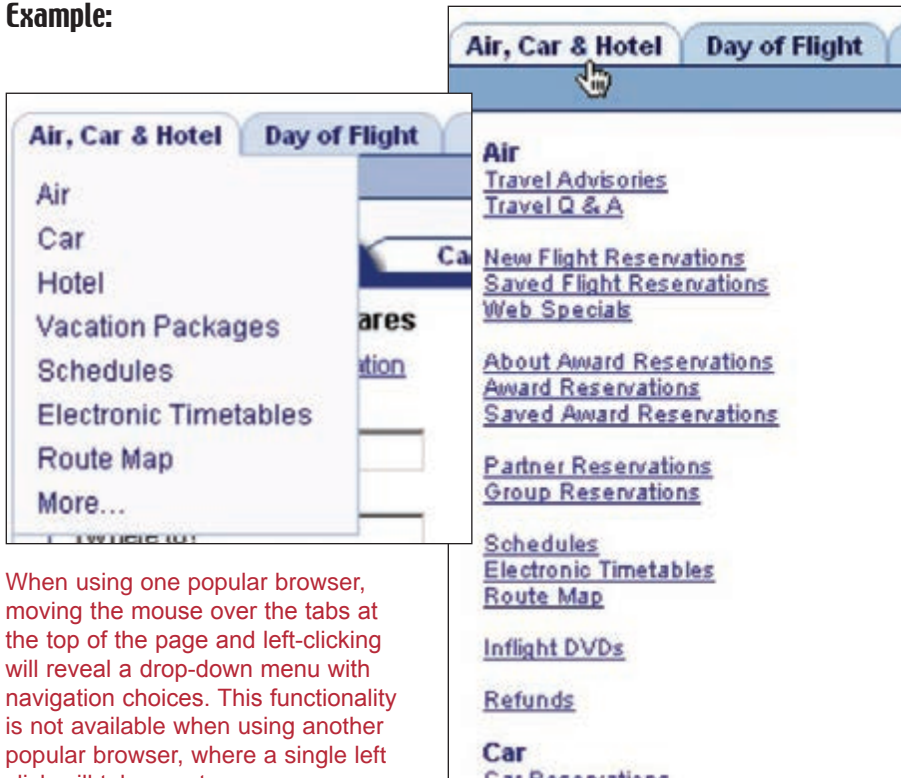 Example:
Air, Car & Hotel Day of Flight
Air
Car
Hotel
Vacation Packages
Schedules
Electronic Timetables
Route Map
More...
ares
Air, Car & Hotel Day of Flight
Air
Travel Advisories
Travel Q & A
New Flight Reservations
Saved Flight Reservations
Web Specials
About Award Reservations
Award Reservations
Saved Award Reservations
Partner Reservations
Group Reservations
Schedules
Electronic Timetables
Route Map
Inflight DVDs
Refunds
Car
Car Reservations
When using one popular browser,
moving the mouse over the tabs at
the top of the page and left-clicking
will reveal a drop-down menu with
navigation choices. This functionality
is not available when using another
popular browser, where a single left